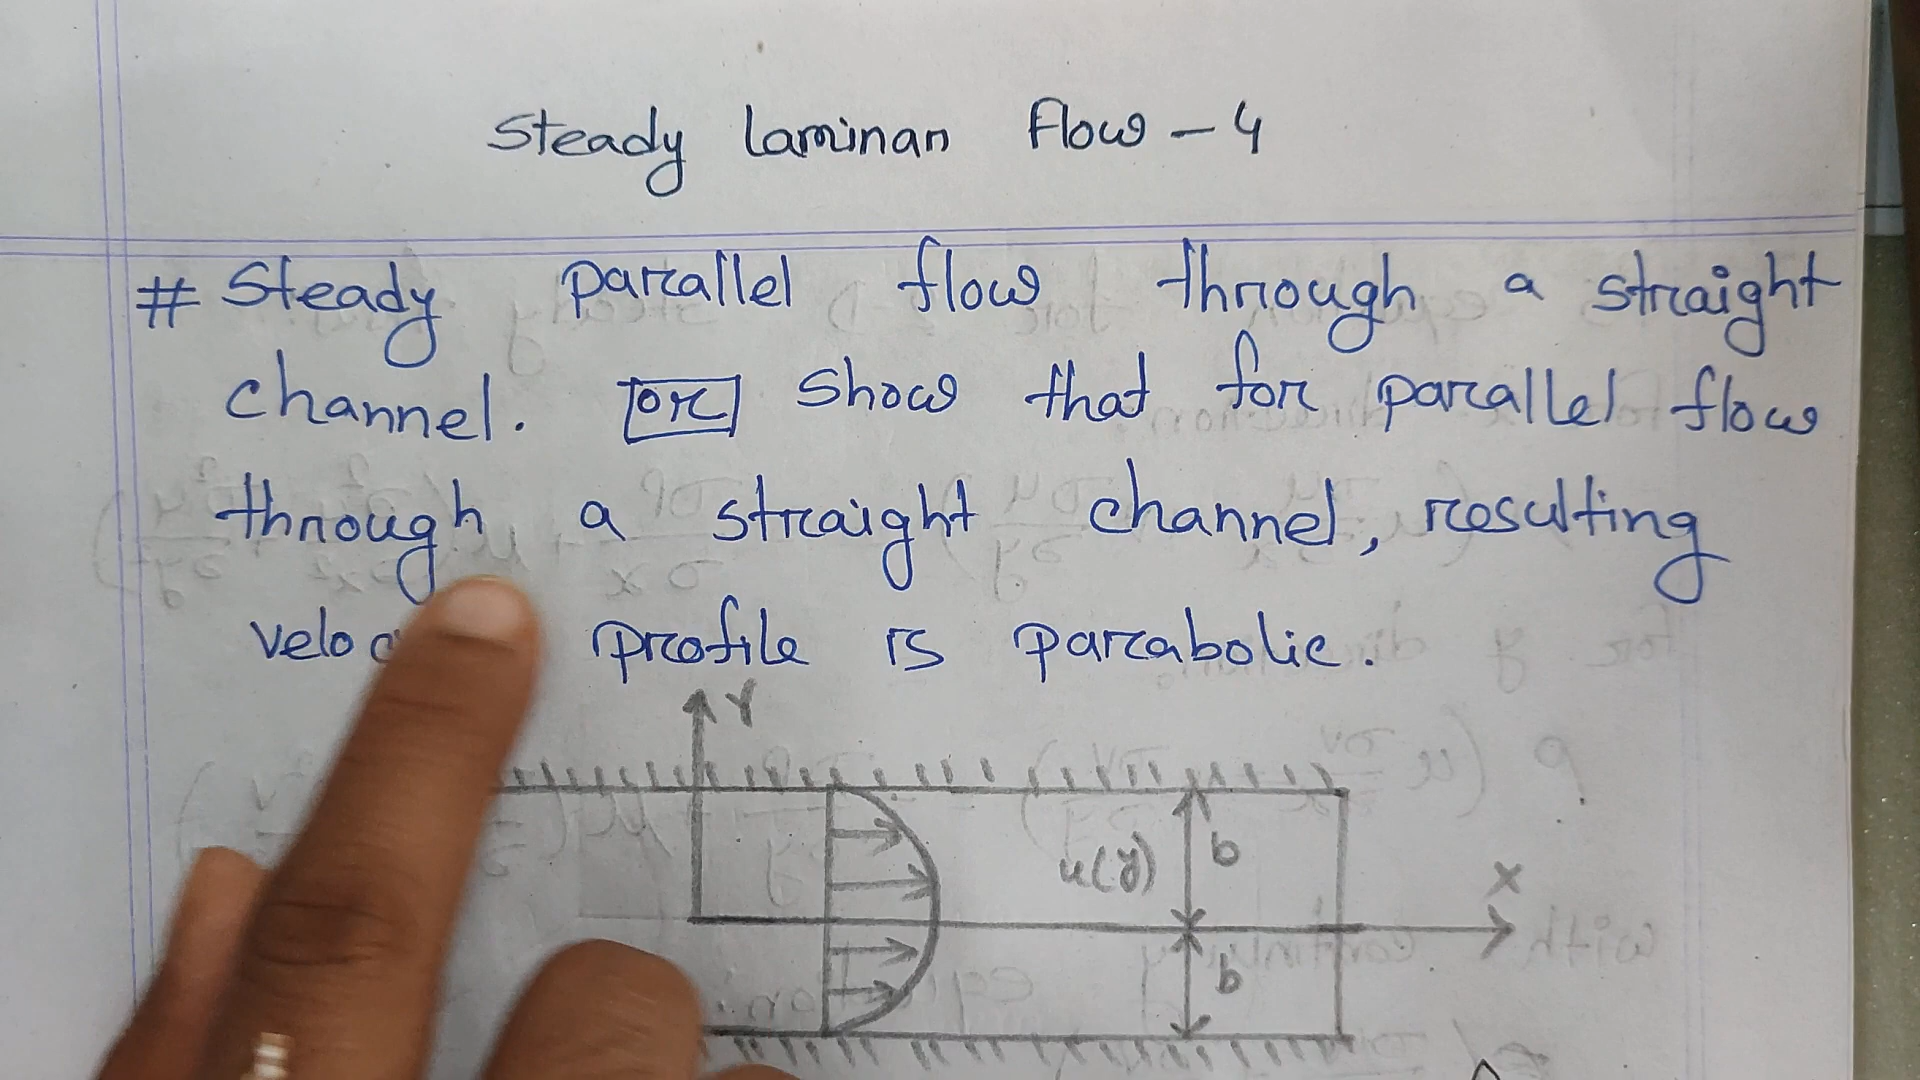 Steady laminar flow - 4
# Steady parallel flow through a straight
channel. or show that for parallel flow
through a straight channel, resulting
profile is parabolic.
Y
u(y) b
X
b